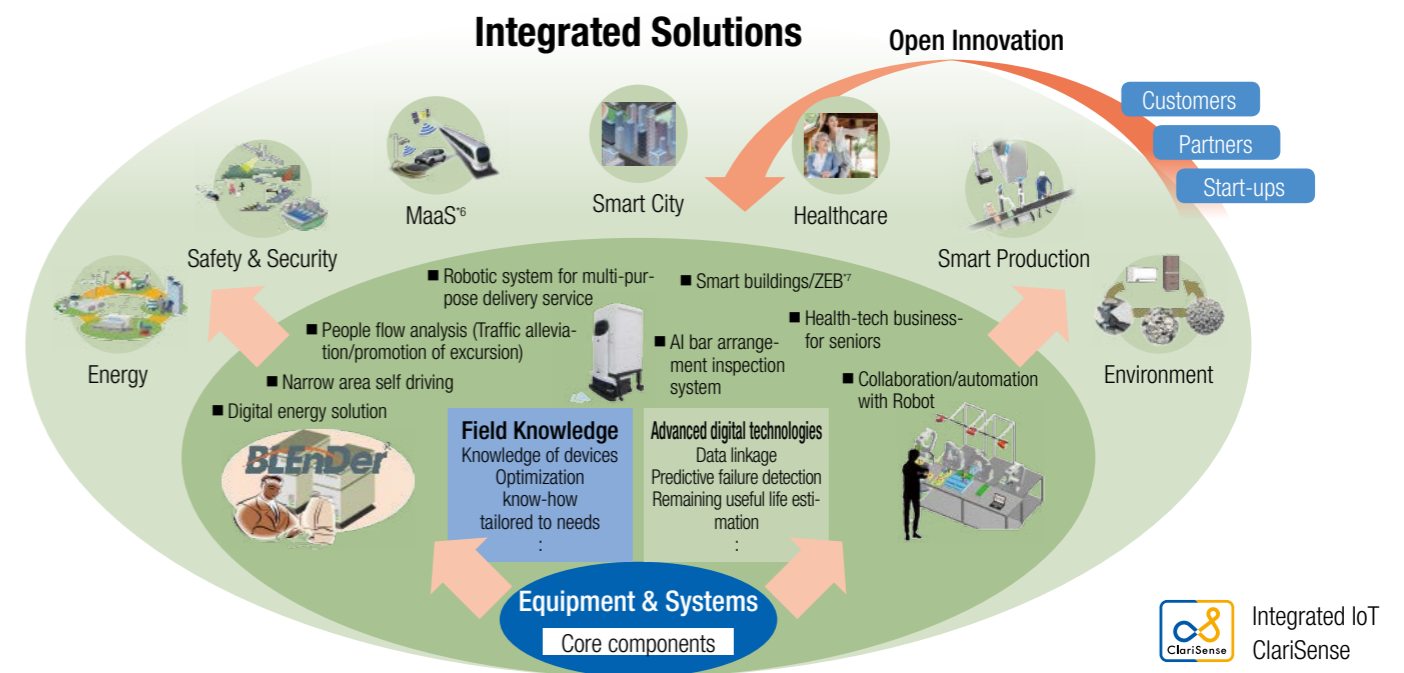 Integrated Solutions
Open Innovation
Customers
Partners
Start-ups
MaaS*6
Smart City
Healthcare
Safety & Security
Smart Production
Energy
Environment
■ Robotic system for multi-pur-
pose delivery service
■ Smart buildings/ZEB*7
■ People flow analysis (Traffic allevia-
tion/promotion of excursion)
■ Health-tech business-
for seniors
■ AI bar arrange-
ment inspection
system
■ Narrow area self driving
■ Collaboration/automation
with Robot
■ Digital energy solution
BLEnDer®
Field Knowledge
Knowledge of devices
Optimization
know-how
tailored to needs
:
Advanced digital technologies
Data linkage
Predictive failure detection
Remaining useful life esti-
mation
:
Equipment & Systems
Core components
ClariSense
Integrated IoT
ClariSense